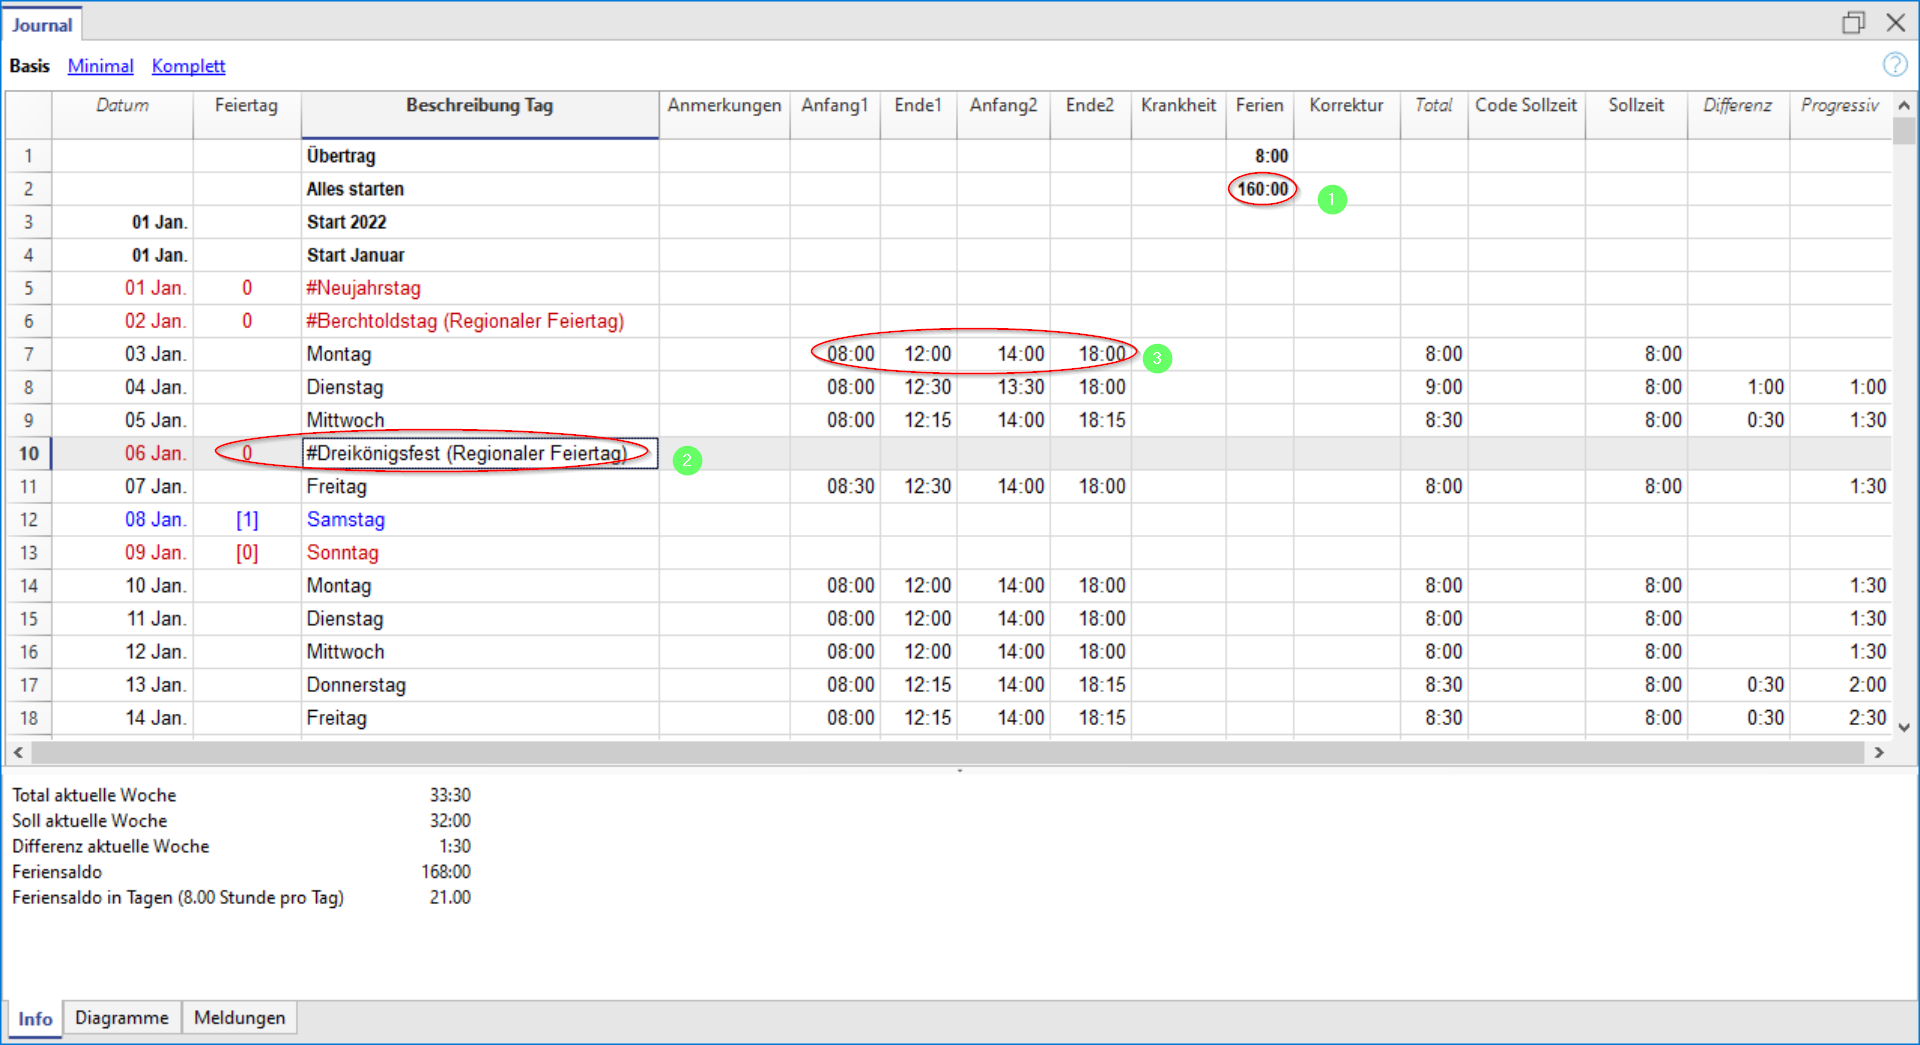 Journal
Basis Minimal Komplett
Datum Feiertag Beschreibung Tag Anmerkungen Anfang1 Ende1 Anfang2 Ende2 Krankheit Ferien Korrektur Total Code Sollzeit Sollzeit Differenz Progressiv
1 Übertrag 8:00
2 Alles starten 160:00 1
3 01 Jan. Start 2022
4 01 Jan. Start Januar
5 01 Jan. 0 #Neujahrstag
6 02 Jan. 0 #Berchtoldstag (Regionaler Feiertag)
7 03 Jan. Montag 08:00 12:00 14:00 18:00 3 8:00 8:00
8 04 Jan. Dienstag 08:00 12:30 13:30 18:00 9:00 8:00 1:00 1:00
9 05 Jan. Mittwoch 08:00 12:15 14:00 18:15 8:30 8:00 0:30 1:30
10 06 Jan. 0 #Dreikönigsfest (Regionaler Feiertag) 2
11 07 Jan. Freitag 08:30 12:30 14:00 18:00 8:00 8:00 1:30
12 08 Jan. [1] Samstag
13 09 Jan. [0] Sonntag
14 10 Jan. Montag 08:00 12:00 14:00 18:00 8:00 8:00 1:30
15 11 Jan. Dienstag 08:00 12:00 14:00 18:00 8:00 8:00 1:30
16 12 Jan. Mittwoch 08:00 12:00 14:00 18:00 8:00 8:00 1:30
17 13 Jan. Donnerstag 08:00 12:15 14:00 18:15 8:30 8:00 0:30 2:00
18 14 Jan. Freitag 08:00 12:15 14:00 18:15 8:30 8:00 0:30 2:30
Total aktuelle Woche 33:30
Soll aktuelle Woche 32:00
Differenz aktuelle Woche 1:30
Feriensaldo 168:00
Feriensaldo in Tagen (8.00 Stunde pro Tag) 21.00
Info Diagramme Meldungen